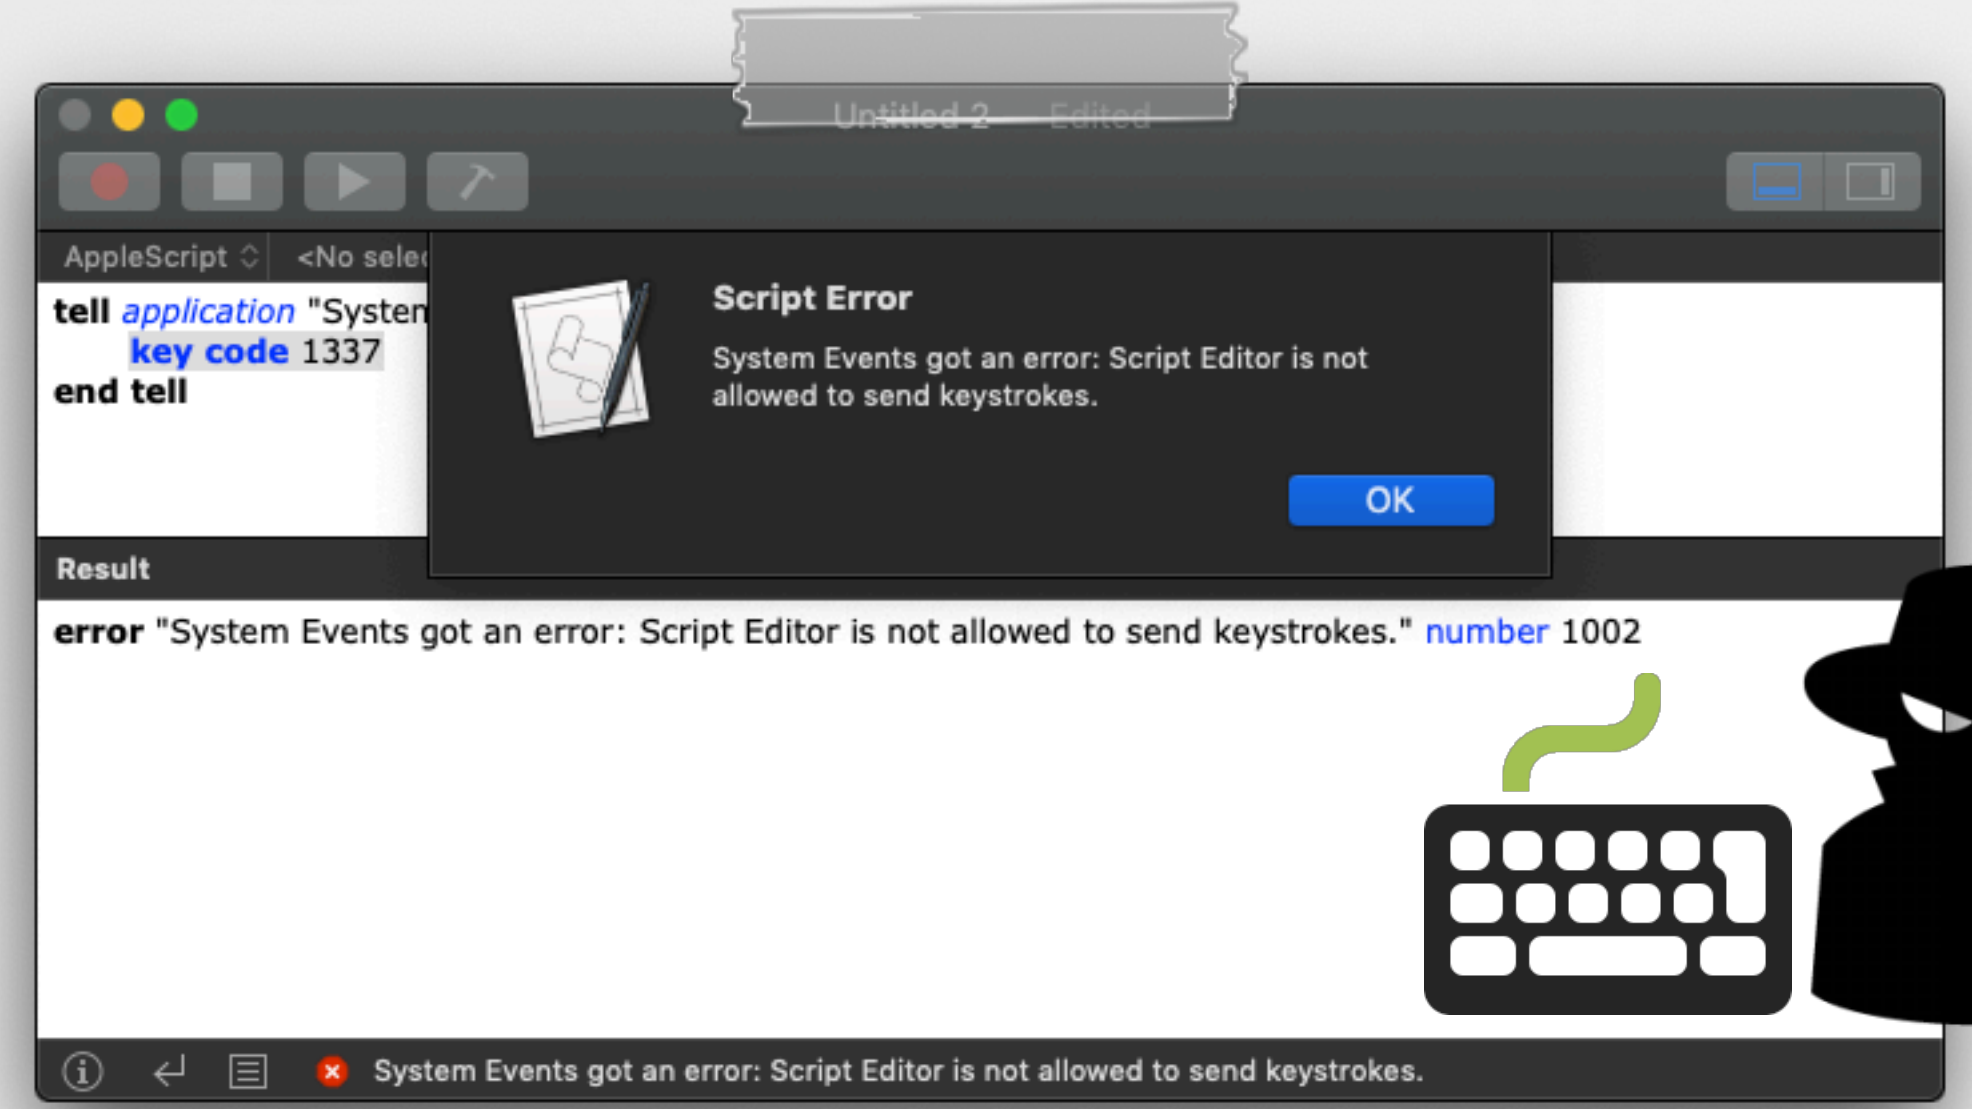 Untitled 2 — Edited
AppleScript
<No selec
tell application "System
key code 1337
end tell
Script Error
System Events got an error: Script Editor is not
allowed to send keystrokes.
OK
Result
error "System Events got an error: Script Editor is not allowed to send keystrokes." number 1002
System Events got an error: Script Editor is not allowed to send keystrokes.